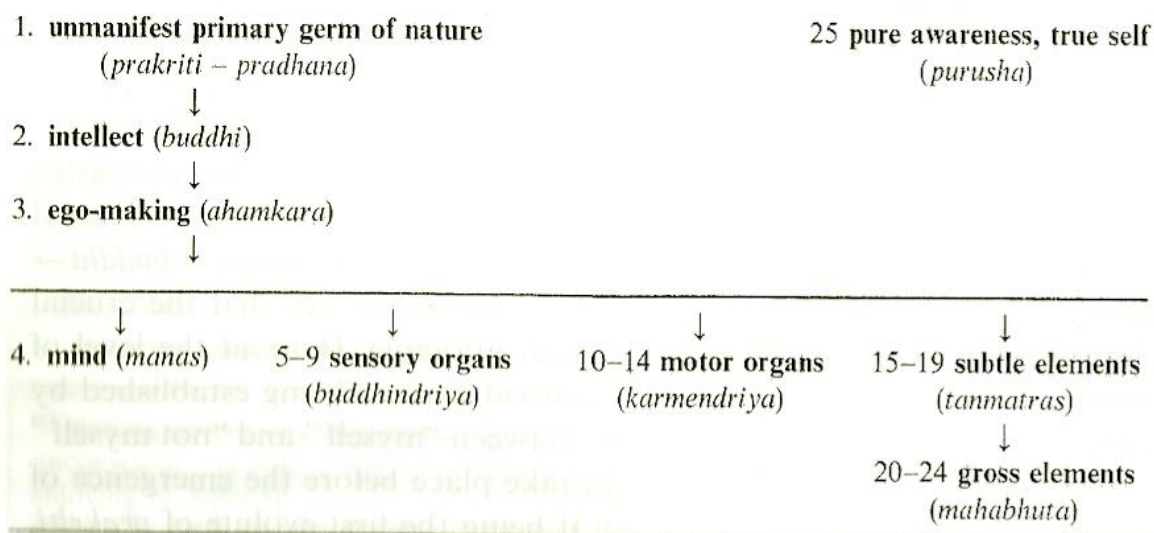 1. unmanifest primary germ of nature
(prakriti – pradhana)
25 pure awareness, true self
(purusha)
↓
2. intellect (buddhi)
↓
3. ego-making (ahamkara)
↓
↓ ↓ ↓ ↓
4. mind (manas) 5–9 sensory organs 10–14 motor organs 15–19 subtle elements
(buddhindriya) (karmendriya) (tanmatras)
↓
20–24 gross elements
(mahabhuta)